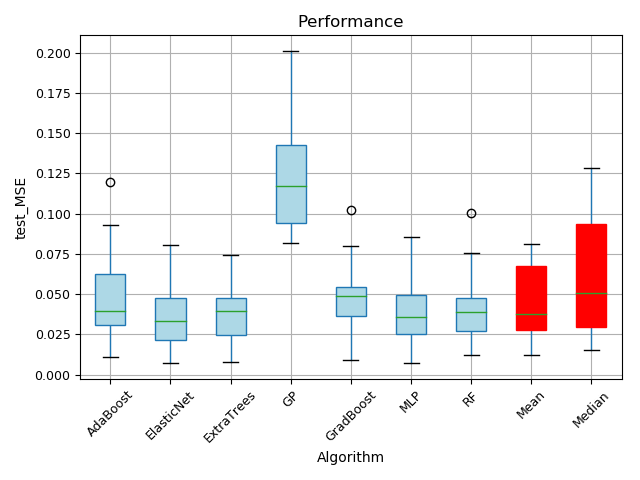 Performance
test_MSE
0.200
0.175
0.150
0.125
0.100
0.075
0.050
0.025
0.000
AdaBoost
ElasticNet
ExtraTrees
GP
GradBoost
MLP
RF
Mean
Median
Algorithm